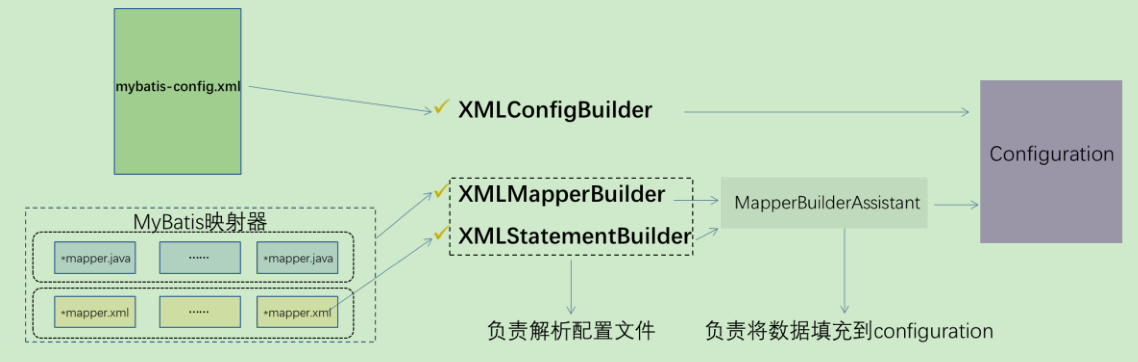 mybatis-config.xml
XMLConfigBuilder
Configuration
XMLMapperBuilder
MapperBuilderAssistant
XMLStatementBuilder
MyBatis映射器
*mapper.java
……
*mapper.java
*mapper.xml
……
*mapper.xml
负责解析配置文件
负责将数据填充到configuration